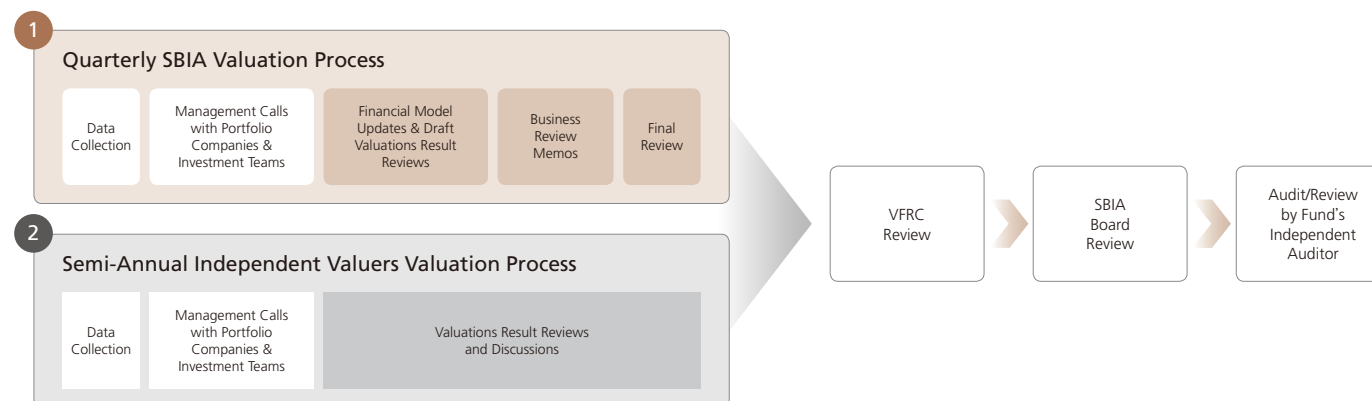 1
Quarterly SBIA Valuation Process
Data
Collection
Management Calls
with Portfolio
Companies &
Investment Teams
Financial Model
Updates & Draft
Valuations Result
Reviews
Business
Review
Memos
Final
Review
2
Semi-Annual Independent Valuers Valuation Process
Data
Collection
Management Calls
with Portfolio
Companies &
Investment Teams
Valuations Result Reviews
and Discussions
VFRC
Review
SBIA
Board
Review
Audit/Review
by Fund's
Independent
Auditor